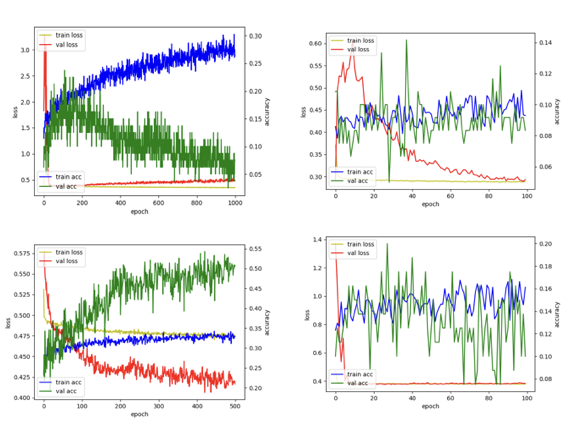 train loss
val loss
train acc
val acc
3.0
2.5
2.0
1.5
1.0
0.5
loss
0.30
0.25
0.20
0.15
0.10
0.05
accuracy
0 200 400 600 800 1000
epoch
train loss
val loss
train acc
val acc
0.60
0.55
0.50
0.45
0.40
0.35
0.30
loss
0.14
0.12
0.10
0.08
0.06
accuracy
0 20 40 60 80 100
epoch
train loss
val loss
train acc
val acc
0.575
0.550
0.525
0.500
0.475
0.450
0.425
0.400
loss
0.55
0.50
0.45
0.40
0.35
0.30
0.25
0.20
accuracy
0 100 200 300 400 500
epoch
train loss
val loss
train acc
val acc
1.4
1.2
1.0
0.8
0.6
0.4
loss
0.20
0.18
0.16
0.14
0.12
0.10
0.08
accuracy
0 20 40 60 80 100
epoch